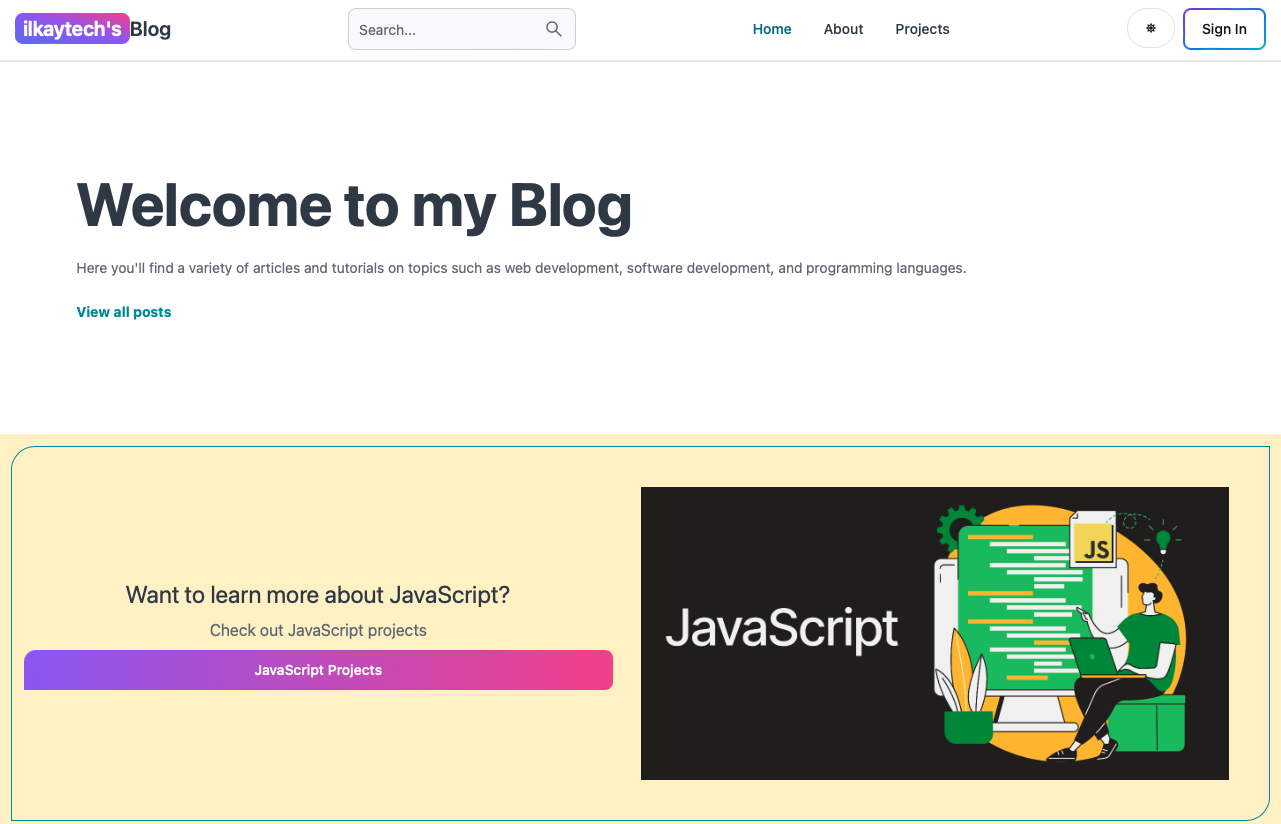 ilkaytech's Blog
Search...
Home About Projects
Sign In
Welcome to my Blog
Here you'll find a variety of articles and tutorials on topics such as web development, software development, and programming languages.
View all posts
Want to learn more about JavaScript?
Check out JavaScript projects
JavaScript Projects
JavaScript
JS